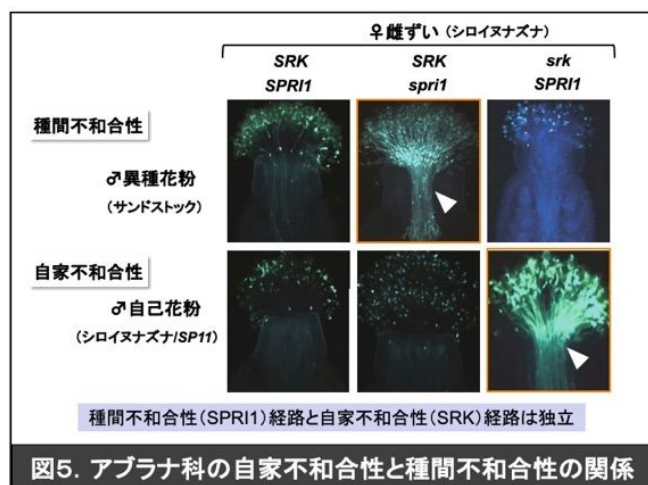 ♀雌ずい(シロイヌナズナ)
SRK SRK srk
SPRI1 spri1 SPRI1
種間不和合性
♂異種花粉
(サンドストック)
自家不和合性
♂自己花粉
(シロイヌナズナ/SP11)
種間不和合性(SPRI1)経路と自家不和合性(SRK)経路は独立
図5. アブラナ科の自家不和合性と種間不和合性の関係